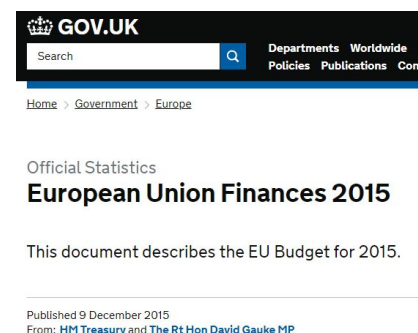 GOV.UK
Search
Departments Worldwide
Policies Publications
Home > Government > Europe
Official Statistics
European Union Finances 2015
This document describes the EU Budget for 2015.
Published 9 December 2015
From: HM Treasury and The Rt Hon David Gauke MP